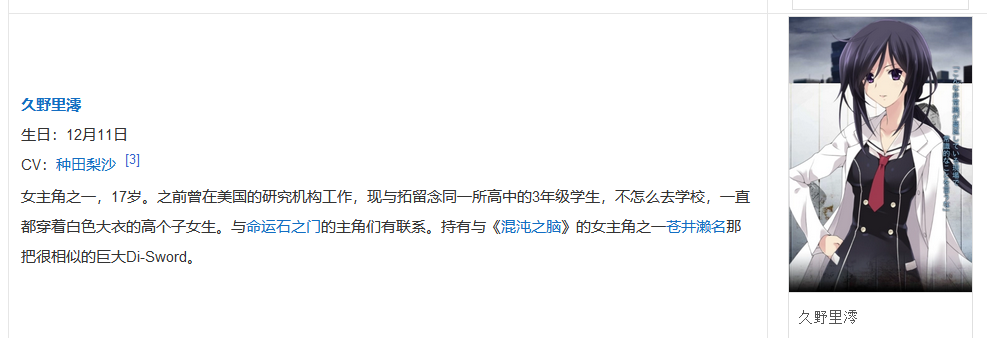 久野里澪
生日：12月11日
CV：种田梨沙 [3]
女主角之一，17岁。之前曾在美国的研究机构工作，现与拓留念同一所高中的3年级学生，不怎么去学校，一直
都穿着白色大衣的高个子女生。与命运石之门的主角们有联系。持有与《混沌之脑》的女主角之一苍井濑名那
把很相似的巨大Di-Sword。
久野里澪